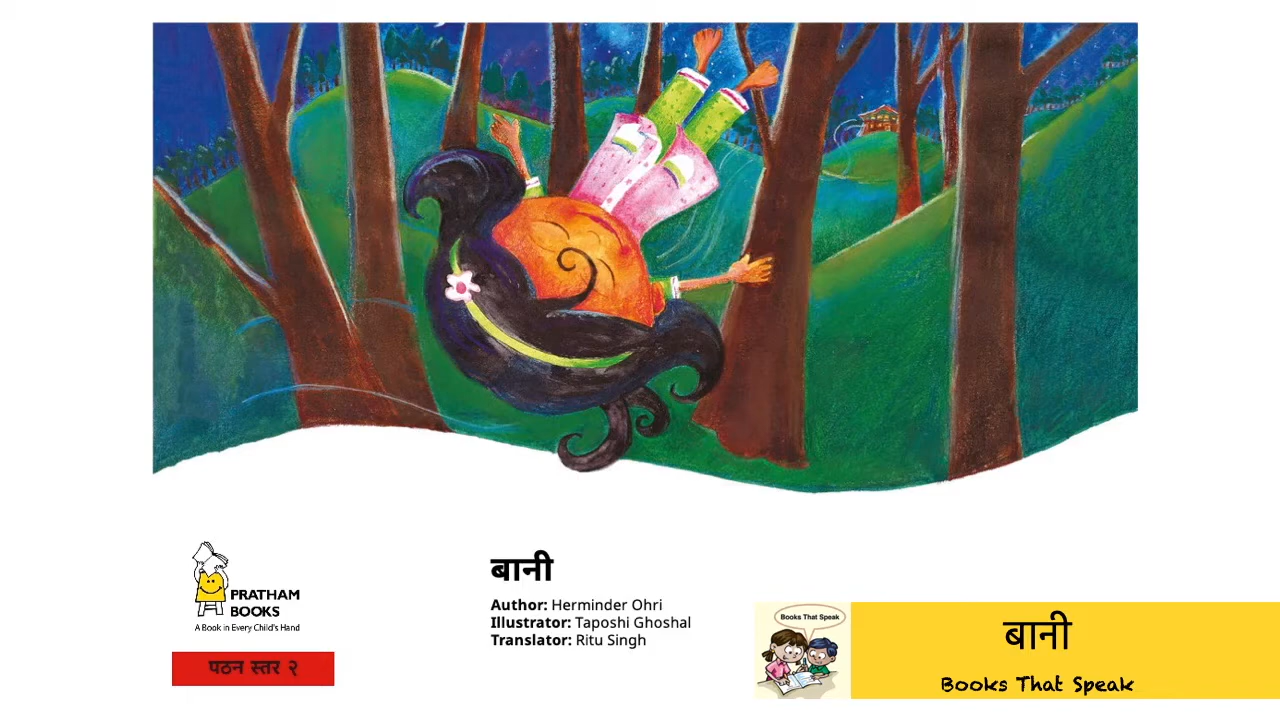 PRATHAM
BOOKS
A Book in Every Child's Hand
पठन स्तर २
बानी
Author: Herminder Ohri
Illustrator: Taposhi Ghoshal
Translator: Ritu Singh
Books That Speak
बानी
Books That Speak